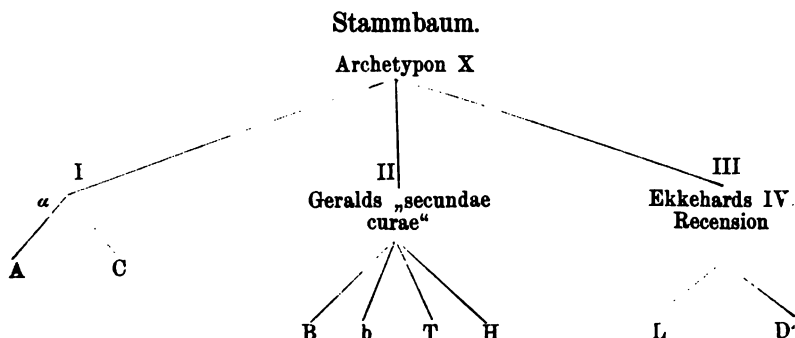 Stammbaum.
Archetypon X
I II III
α Geralds „secundae Ekkehards IV.
curae“ Recension
A C
B b T H L D